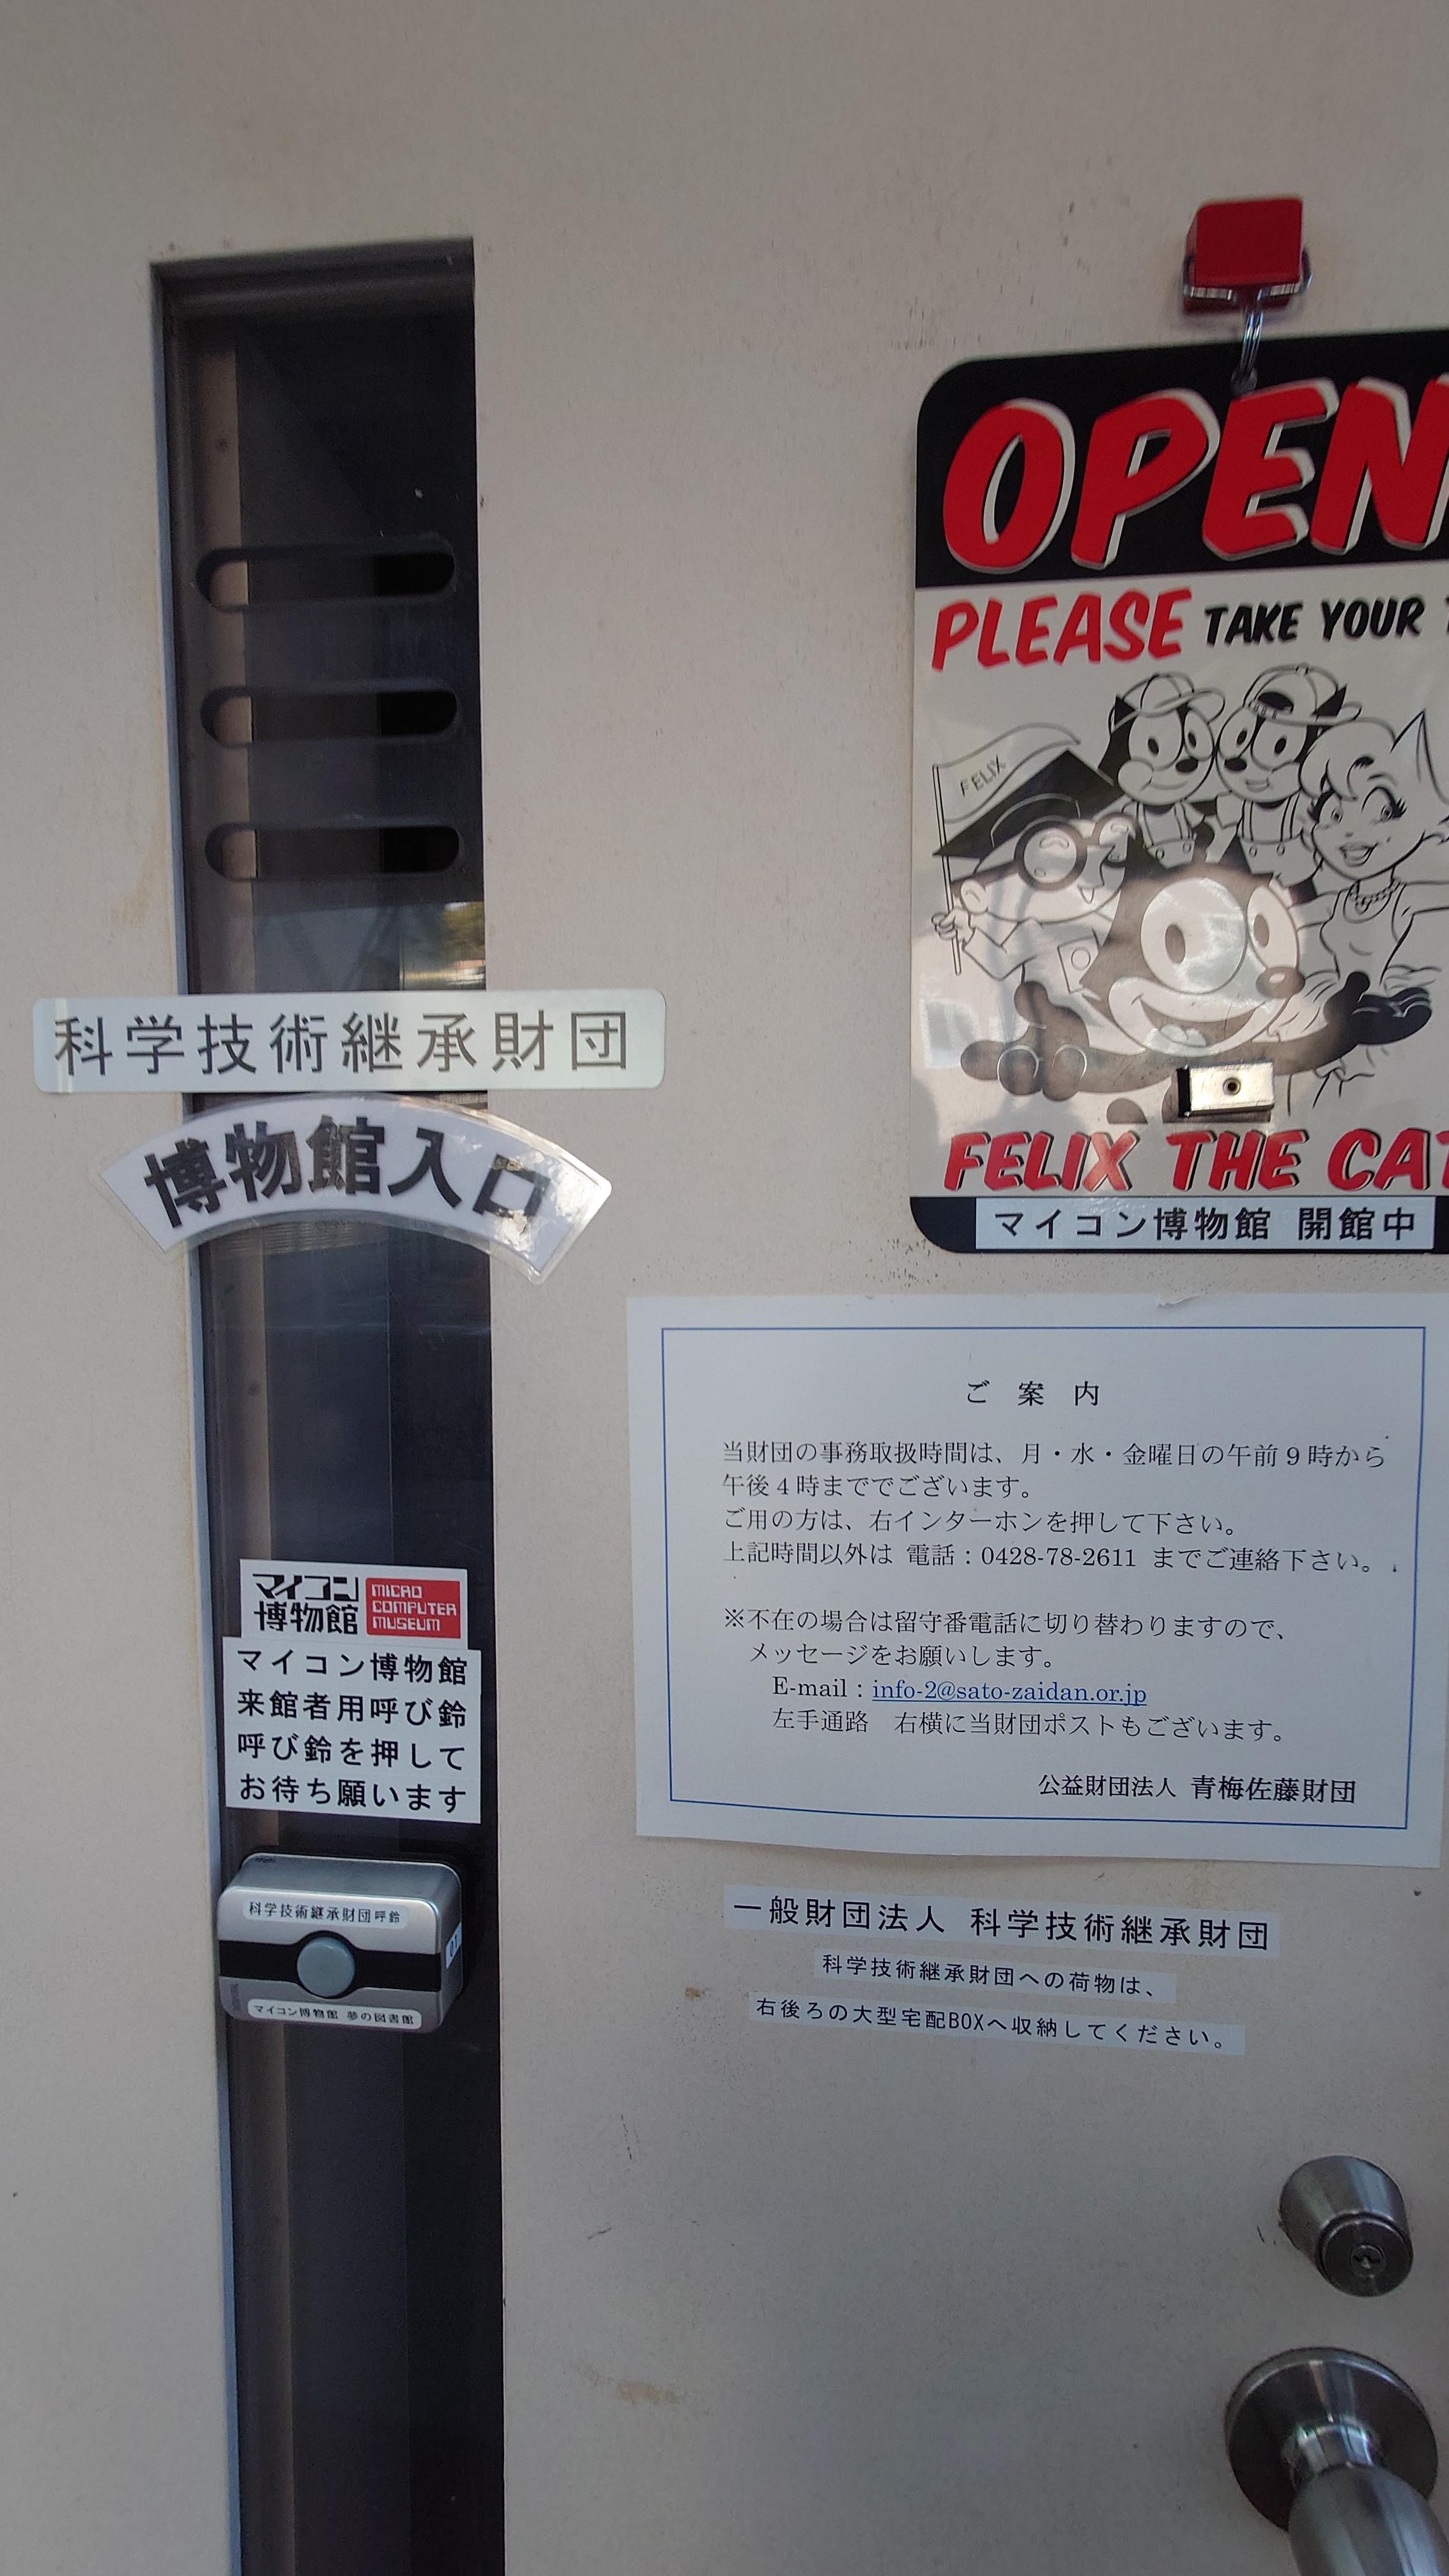 科学技術継承財団
博物館入口
マイコン
博物館
MICRO
COMPUTER
MUSEUM
マイコン博物館
来館者用呼び鈴
呼び鈴を押して
お待ち願います
科学技術継承財団呼鈴
マイコン博物館 夢の図書館
OPEN
PLEASE TAKE YOUR
FELIX
FELIX THE CAT
マイコン博物館 開館中
ご 案 内
当財団の事務取扱時間は、月・水・金曜日の午前9時から
午後4時まででございます。
ご用の方は、右インターホンを押して下さい。
上記時間以外は 電話：0428-78-2611 までご連絡下さい。
※不在の場合は留守番電話に切り替わりますので、
メッセージをお願いします。
E-mail：info-2@sato-zaidan.or.jp
左手通路 右横に当財団ポストもございます。
公益財団法人 青梅佐藤財団
一般財団法人 科学技術継承財団
科学技術継承財団への荷物は、
右後ろの大型宅配BOXへ収納してください。